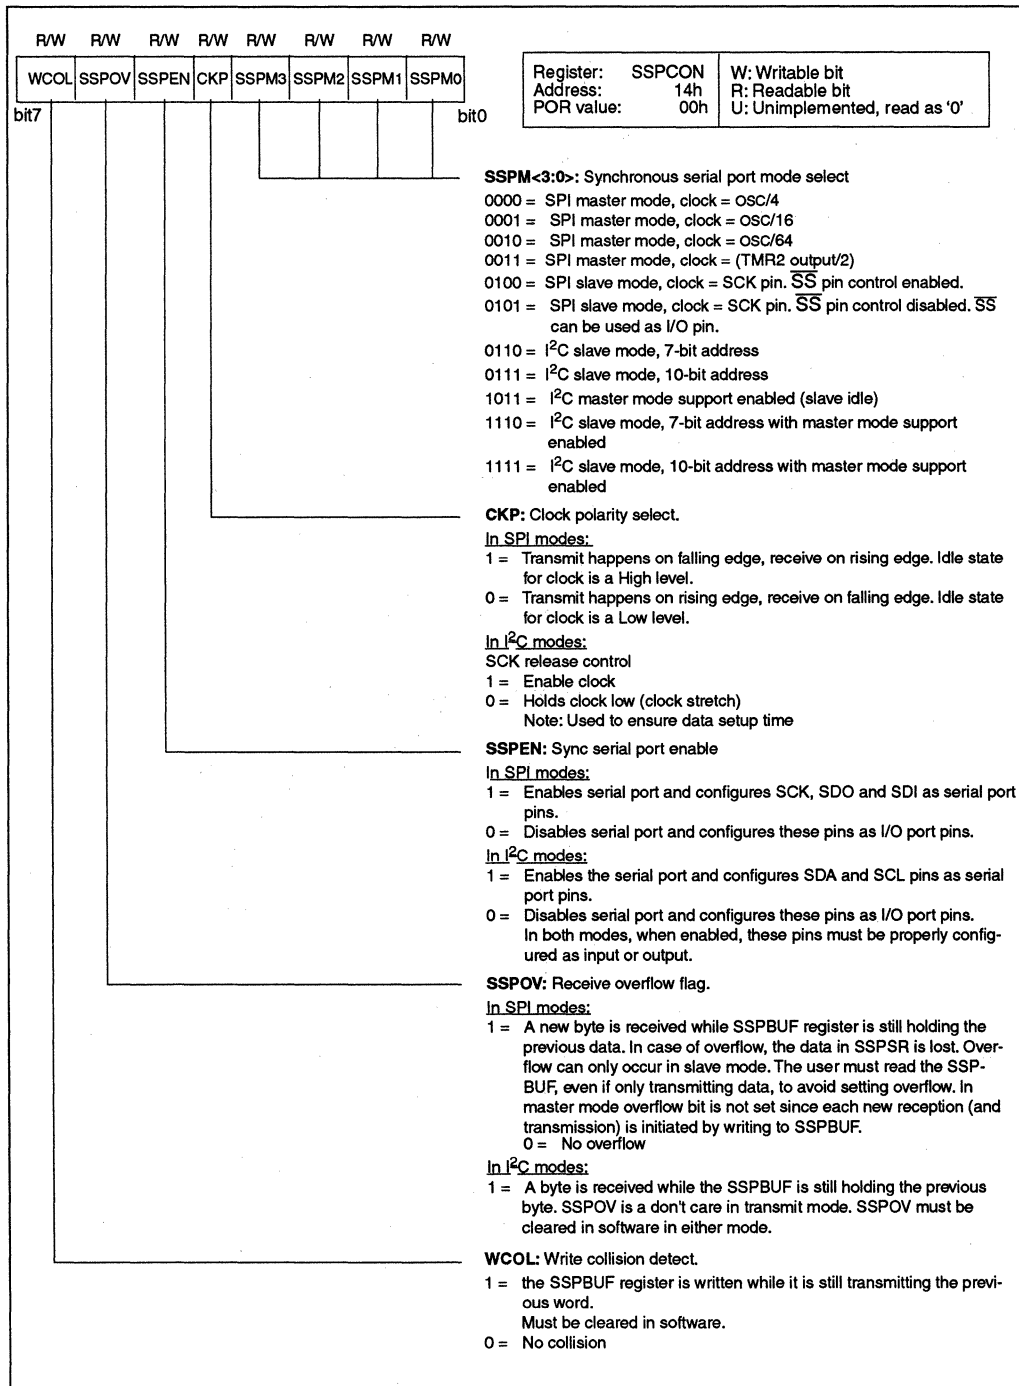 R/W R/W R/W R/W R/W R/W R/W R/W
WCOL SSPOV SSPEN CKP SSPM3 SSPM2 SSPM1 SSPM0
bit7 bit0
Register: SSPCON
Address: 14h
POR value: 00h
W: Writable bit
R: Readable bit
U: Unimplemented, read as '0'
SSPM<3:0>: Synchronous serial port mode select
0000 = SPI master mode, clock = OSC/4
0001 = SPI master mode, clock = OSC/16
0010 = SPI master mode, clock = OSC/64
0011 = SPI master mode, clock = (TMR2 output/2)
0100 = SPI slave mode, clock = SCK pin. S̅S̅ pin control enabled.
0101 = SPI slave mode, clock = SCK pin. S̅S̅ pin control disabled. S̅S̅
can be used as I/O pin.
0110 = I²C slave mode, 7-bit address
0111 = I²C slave mode, 10-bit address
1011 = I²C master mode support enabled (slave idle)
1110 = I²C slave mode, 7-bit address with master mode support
enabled
1111 = I²C slave mode, 10-bit address with master mode support
enabled
CKP: Clock polarity select.
In SPI modes:
1 = Transmit happens on falling edge, receive on rising edge. Idle state
for clock is a High level.
0 = Transmit happens on rising edge, receive on falling edge. Idle state
for clock is a Low level.
In I²C modes:
SCK release control
1 = Enable clock
0 = Holds clock low (clock stretch)
Note: Used to ensure data setup time
SSPEN: Sync serial port enable
In SPI modes:
1 = Enables serial port and configures SCK, SDO and SDI as serial port
pins.
0 = Disables serial port and configures these pins as I/O port pins.
In I²C modes:
1 = Enables the serial port and configures SDA and SCL pins as serial
port pins.
0 = Disables serial port and configures these pins as I/O port pins.
In both modes, when enabled, these pins must be properly config-
ured as input or output.
SSPOV: Receive overflow flag.
In SPI modes:
1 = A new byte is received while SSPBUF register is still holding the
previous data. In case of overflow, the data in SSPSR is lost. Over-
flow can only occur in slave mode. The user must read the SSP-
BUF, even if only transmitting data, to avoid setting overflow. In
master mode overflow bit is not set since each new reception (and
transmission) is initiated by writing to SSPBUF.
0 = No overflow
In I²C modes:
1 = A byte is received while the SSPBUF is still holding the previous
byte. SSPOV is a don't care in transmit mode. SSPOV must be
cleared in software in either mode.
WCOL: Write collision detect.
1 = the SSPBUF register is written while it is still transmitting the previ-
ous word.
Must be cleared in software.
0 = No collision